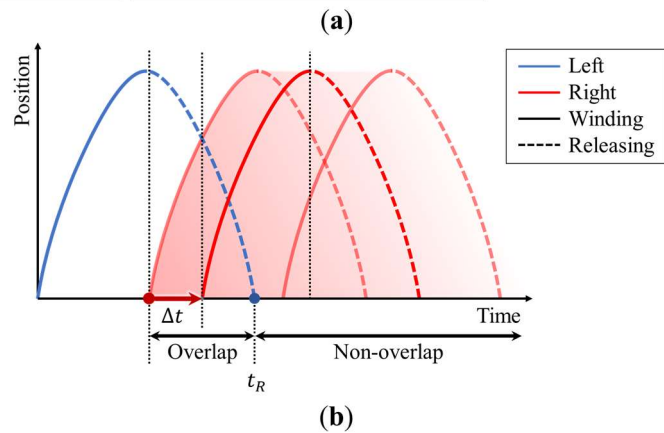 (a)
Position
Left
Right
Winding
Releasing
Δt
Time
Overlap
Non-overlap
t_R
(b)